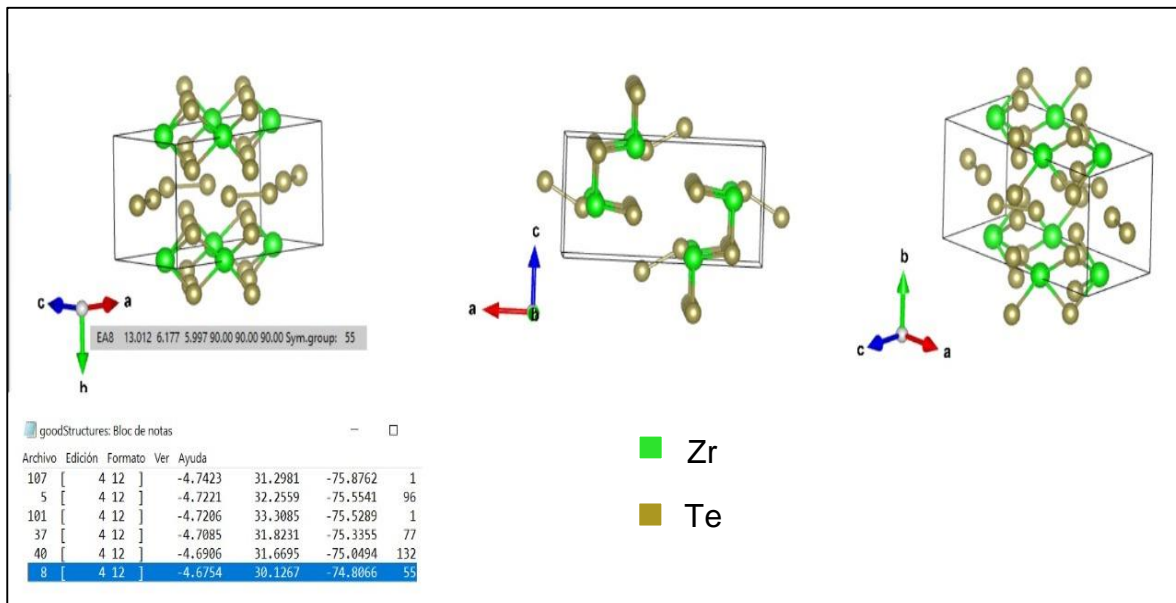 c
a
b
EA8 13.012 6.177 5.997 90.00 90.00 90.00 Sym.group: 55
c
a
b
b
c
a
goodStructures: Bloc de notas
Archivo Edición Formato Ver Ayuda
107 [ 4 12 ] -4.7423 31.2981 -75.8762 1
5 [ 4 12 ] -4.7221 32.2559 -75.5541 96
101 [ 4 12 ] -4.7206 33.3085 -75.5289 1
37 [ 4 12 ] -4.7085 31.8231 -75.3355 77
40 [ 4 12 ] -4.6906 31.6695 -75.0494 132
8 [ 4 12 ] -4.6754 30.1267 -74.8066 55
Zr
Te